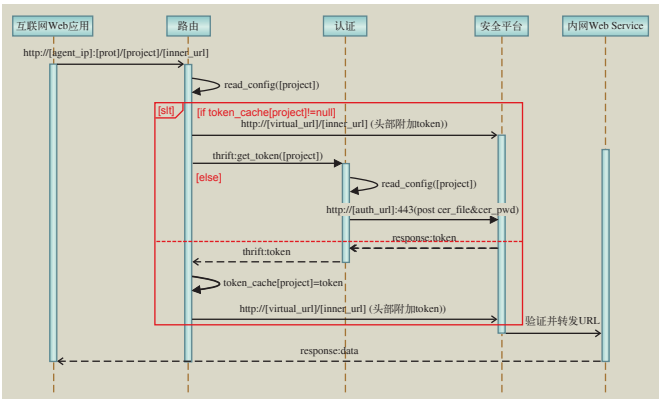 互联网Web应用
路由
认证
安全平台
内网Web Service
http://[agent_ip]:[prot]/[project]/[inner_url]
read_config([project])
[slt]
[if token_cache[project]!=null]
http://[virtual_url]/[inner_url] (头部附加token))
thrift:get_token([project])
[else]
read_config([project])
http://[auth_url]:443(post cer_file&cer_pwd)
response:token
thrift:token
token_cache[project]=token
http://[virtual_url]/[inner_url] (头部附加token))
验证并转发URL
response:data